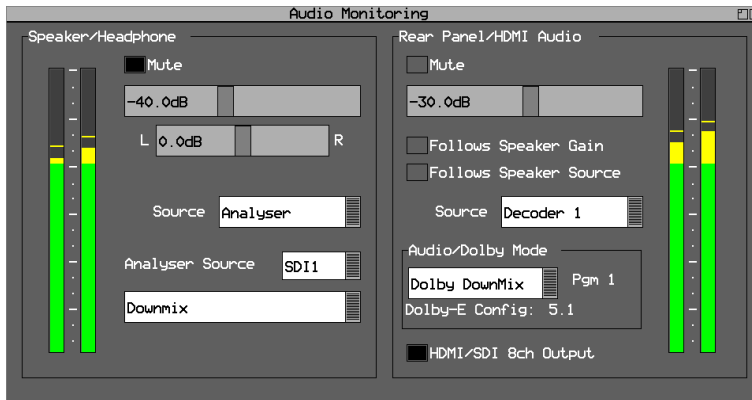 Audio Monitoring
Speaker/Headphone
Mute
-40.0dB
L 0.0dB R
Source Analyser
Analyser Source SDI1
Downmix
Rear Panel/HDMI Audio
Mute
-30.0dB
Follows Speaker Gain
Follows Speaker Source
Source Decoder 1
Audio/Dolby Mode
Dolby DownMix Pgm 1
Dolby-E Config: 5.1
HDMI/SDI 8ch Output